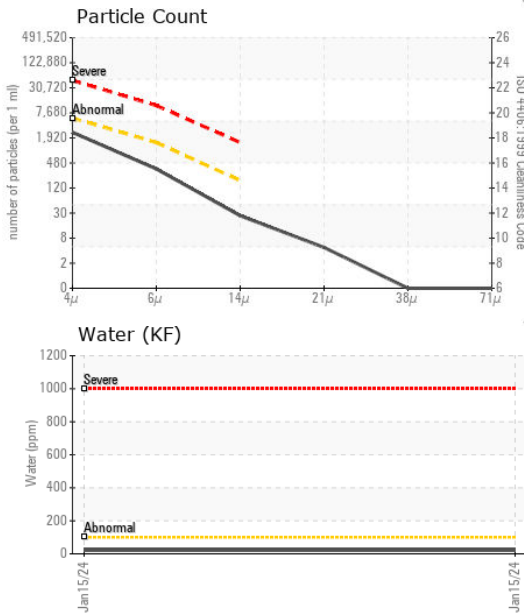 Particle Count
491,520
122,880
30,720
7,680
1,920
480
120
30
8
2
0
Severe
Abnormal
number of particles (per 1 ml)
26
24
22
20
18
16
14
12
10
8
6
ISO 4406:1999 Cleanliness Code
4µ
6µ
14µ
21µ
38µ
71µ
Water (KF)
1200
1000
800
600
400
200
0
Severe
Abnormal
Water (ppm)
Jan15/24
Jan15/24